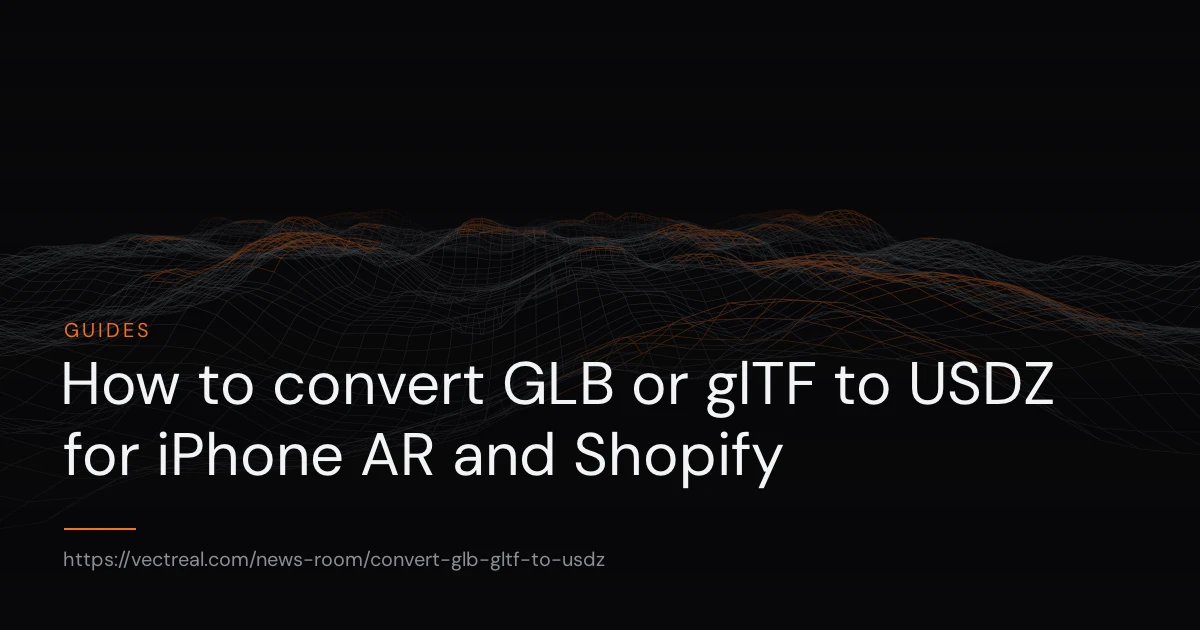 GUIDES
How to convert GLB or glTF to USDZ
for iPhone AR and Shopify
https://vectreal.com/news-room/convert-glb-gltf-to-usdz